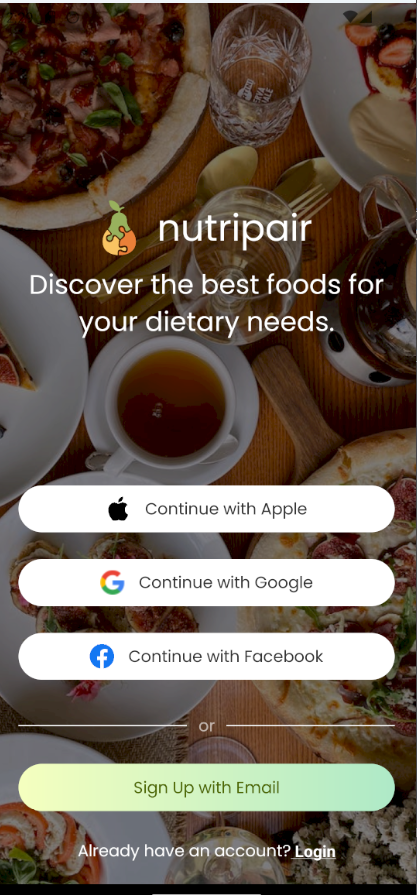 nutripair
Discover the best foods for
your dietary needs.
Continue with Apple
Continue with Google
Continue with Facebook
or
Sign Up with Email
Already have an account? Login